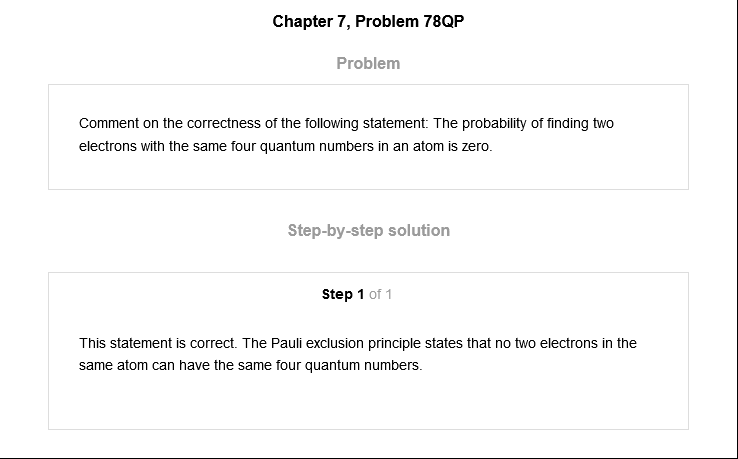 Chapter 7, Problem 78QP
Problem
Comment on the correctness of the following statement: The probability of finding two
electrons with the same four quantum numbers in an atom is zero.
Step-by-step solution
Step 1 of 1
This statement is correct. The Pauli exclusion principle states that no two electrons in the
same atom can have the same four quantum numbers.